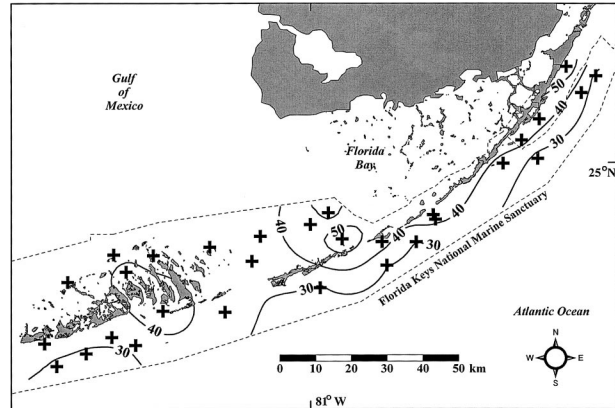 Gulf
of
Mexico
Florida
Bay
50
40
30
25°N
40
50
40
40
30
Florida Keys National Marine Sanctuary
30
40
30
Atlantic Ocean
N
W E
S
0 10 20 30 40 50
km
81°W